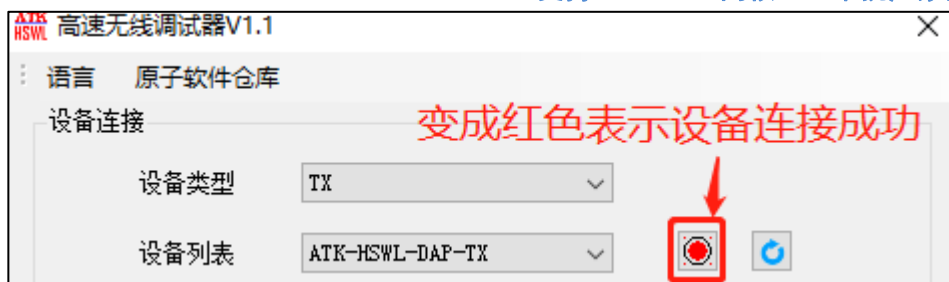 ATK
HSWL 高速无线调试器V1.1
语言 原子软件仓库
设备连接
变成红色表示设备连接成功
设备类型 TX
设备列表 ATK-HSWL-DAP-TX